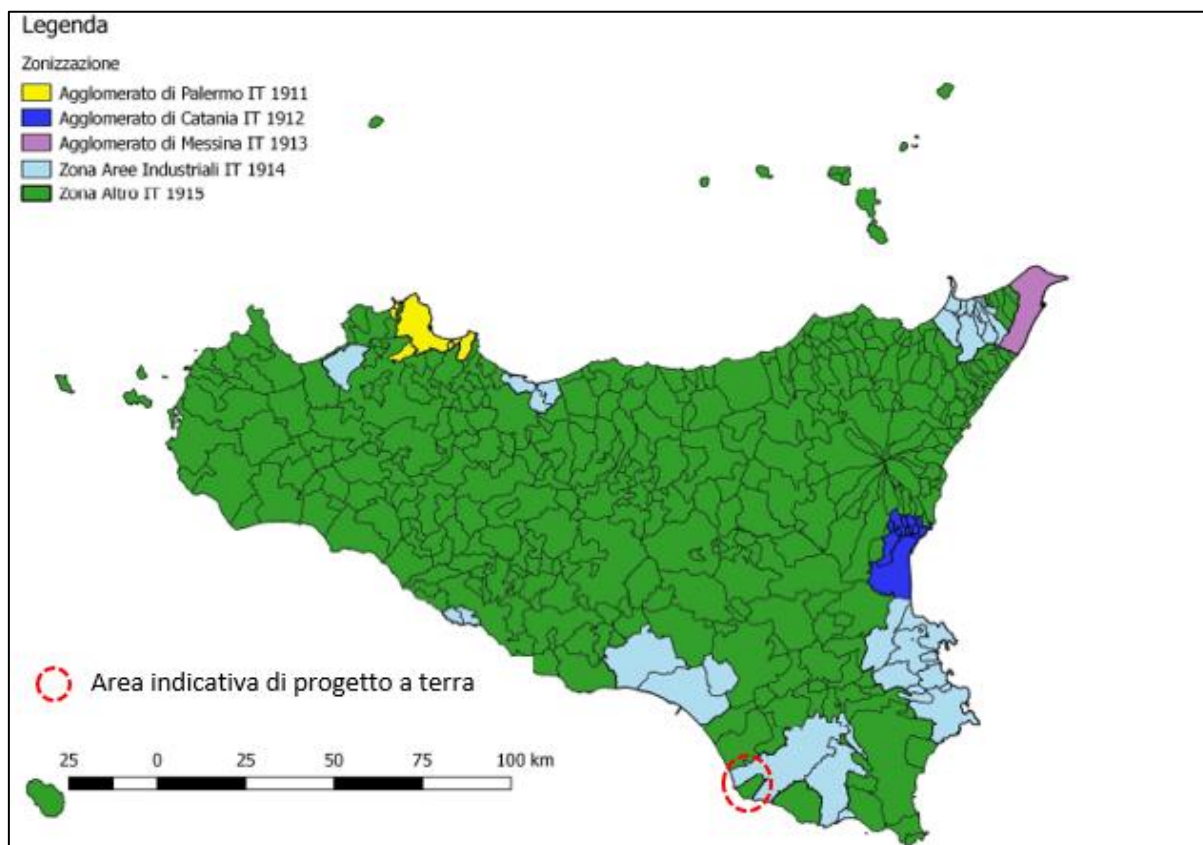 Legenda
Zonizzazione
Agglomerato di Palermo IT 1911
Agglomerato di Catania IT 1912
Agglomerato di Messina IT 1913
Zona Aree Industriali IT 1914
Zona Altro IT 1915
Area indicativa di progetto a terra
25 0 25 50 75 100 km